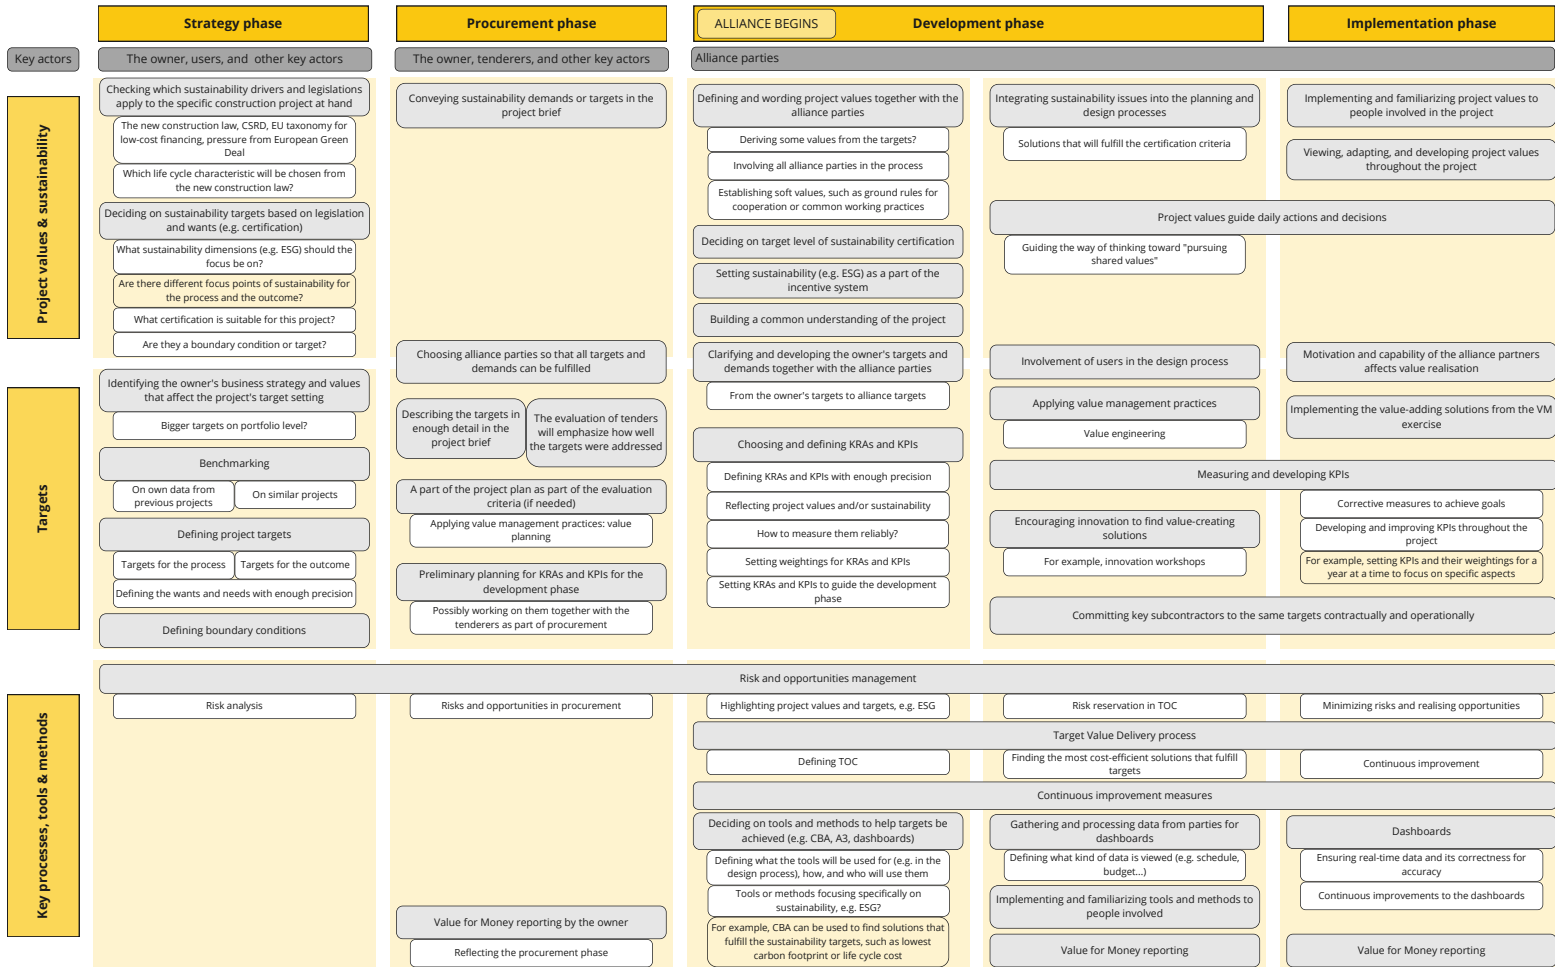 Strategy phase
Procurement phase
ALLIANCE BEGINS
Development phase
Implementation phase
Key actors
The owner, users, and other key actors
The owner, tenderers, and other key actors
Alliance parties
Project values & sustainability
Checking which sustainability drivers and legislations
apply to the specific construction project at hand
The new construction law, CSRD, EU taxonomy for
low-cost financing, pressure from European Green
Deal
Which life cycle characteristic will be chosen from
the new construction law?
Deciding on sustainability targets based on legislation
and wants (e.g. certification)
What sustainability dimensions (e.g. ESG) should the
focus be on?
Are there different focus points of sustainability for
the process and the outcome?
What certification is suitable for this project?
Are they a boundary condition or target?
Conveying sustainability demands or targets in the
project brief
Choosing alliance parties so that all targets and
demands can be fulfilled
Defining and wording project values together with the
alliance parties
Deriving some values from the targets?
Involving all alliance parties in the process
Establishing soft values, such as ground rules for
cooperation or common working practices
Deciding on target level of sustainability certification
Setting sustainability (e.g. ESG) as a part of the
incentive system
Building a common understanding of the project
Clarifying and developing the owner's targets and
demands together with the alliance parties
Integrating sustainability issues into the planning and
design processes
Solutions that will fulfill the certification criteria
Project values guide daily actions and decisions
Guiding the way of thinking toward "pursuing
shared values"
Involvement of users in the design process
Implementing and familiarizing project values to
people involved in the project
Viewing, adapting, and developing project values
throughout the project
Motivation and capability of the alliance partners
affects value realisation
Targets
Identifying the owner's business strategy and values
that affect the project's target setting
Bigger targets on portfolio level?
Benchmarking
On own data from
previous projects
On similar projects
Defining project targets
Targets for the process
Targets for the outcome
Defining the wants and needs with enough precision
Defining boundary conditions
Describing the targets in
enough detail in the
project brief
The evaluation of tenders
will emphasize how well
the targets were addressed
A part of the project plan as part of the evaluation
criteria (if needed)
Applying value management practices: value
planning
Preliminary planning for KRAs and KPIs for the
development phase
Possibly working on them together with the
tenderers as part of procurement
From the owner's targets to alliance targets
Choosing and defining KRAs and KPIs
Defining KRAs and KPIs with enough precision
Reflecting project values and/or sustainability
How to measure them reliably?
Setting weightings for KRAs and KPIs
Setting KRAs and KPIs to guide the development
phase
Applying value management practices
Value engineering
Measuring and developing KPIs
Encouraging innovation to find value-creating
solutions
For example, innovation workshops
Committing key subcontractors to the same targets contractually and operationally
Implementing the value-adding solutions from the VM
exercise
Corrective measures to achieve goals
Developing and improving KPIs throughout the
project
For example, setting KPIs and their weightings for a
year at a time to focus on specific aspects
Key processes, tools & methods
Risk and opportunities management
Risk analysis
Risks and opportunities in procurement
Highlighting project values and targets, e.g. ESG
Risk reservation in TOC
Minimizing risks and realising opportunities
Target Value Delivery process
Defining TOC
Finding the most cost-efficient solutions that fulfill
targets
Continuous improvement
Continuous improvement measures
Value for Money reporting by the owner
Reflecting the procurement phase
Deciding on tools and methods to help targets be
achieved (e.g. CBA, A3, dashboards)
Defining what the tools will be used for (e.g. in the
design process), how, and who will use them
Tools or methods focusing specifically on
sustainability, e.g. ESG?
For example, CBA can be used to find solutions that
fulfill the sustainability targets, such as lowest
carbon footprint or life cycle cost
Gathering and processing data from parties for
dashboards
Defining what kind of data is viewed (e.g. schedule,
budget...)
Implementing and familiarizing tools and methods to
people involved
Value for Money reporting
Dashboards
Ensuring real-time data and its correctness for
accuracy
Continuous improvements to the dashboards
Value for Money reporting